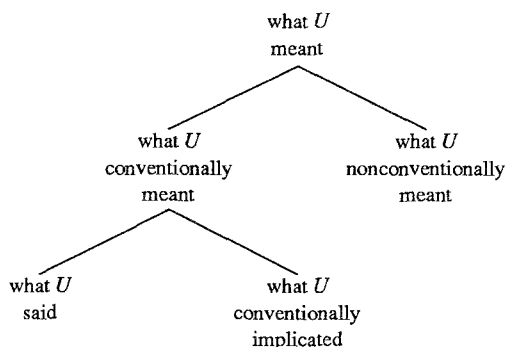 what U
meant
what U
conventionally
meant
what U
nonconventionally
meant
what U
said
what U
conventionally
implicated